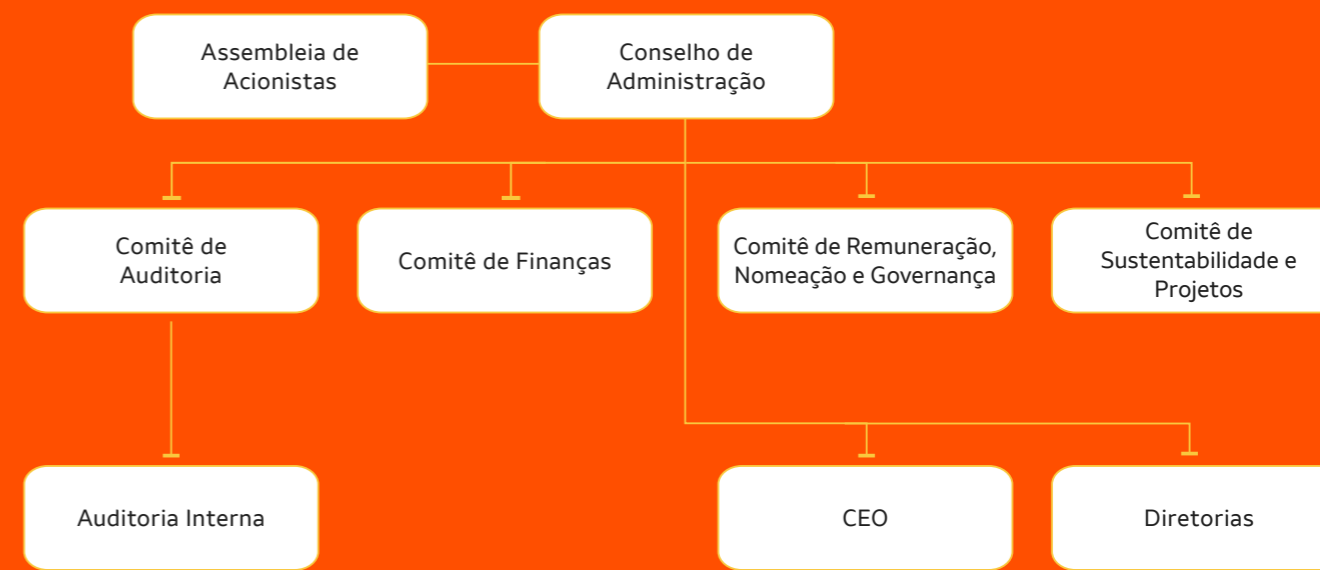 Assembleia de
Acionistas
Conselho de
Administração
Comitê de
Auditoria
Comitê de Finanças
Comitê de Remuneração,
Nomeação e Governança
Comitê de
Sustentabilidade e
Projetos
Auditoria Interna
CEO
Diretorias